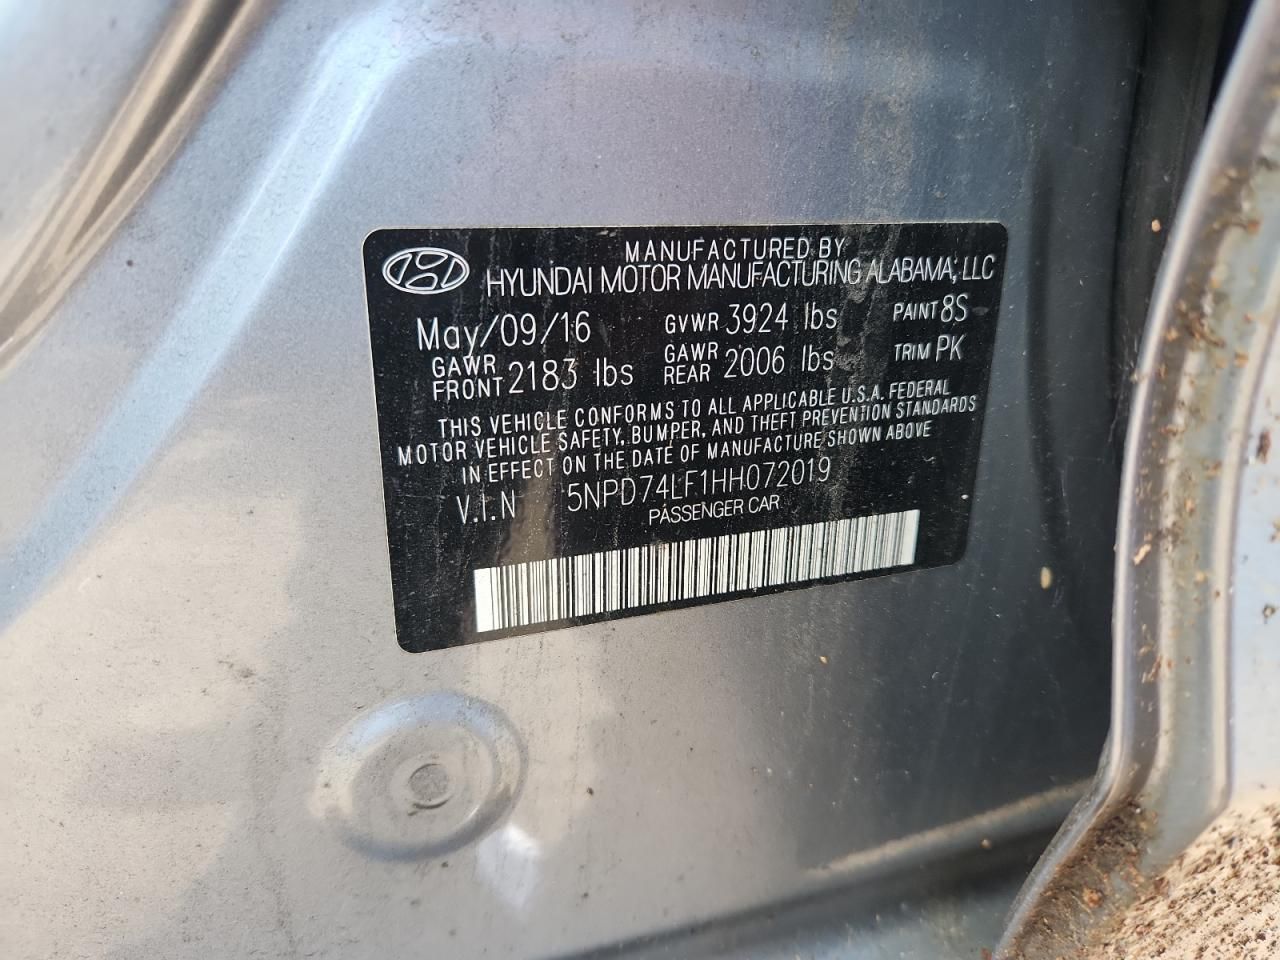 MANUFACTURED BY
HYUNDAI MOTOR MANUFACTURING ALABAMA, LLC
May/09/16 GVWR 3924 lbs PAINT 8S
GAWR FRONT 2183 lbs GAWR REAR 2006 lbs TRIM PK
THIS VEHICLE CONFORMS TO ALL APPLICABLE U.S.A. FEDERAL
MOTOR VEHICLE SAFETY, BUMPER, AND THEFT PREVENTION STANDARDS
IN EFFECT ON THE DATE OF MANUFACTURE SHOWN ABOVE
V.I.N 5NPD74LF1HH072019
PASSENGER CAR